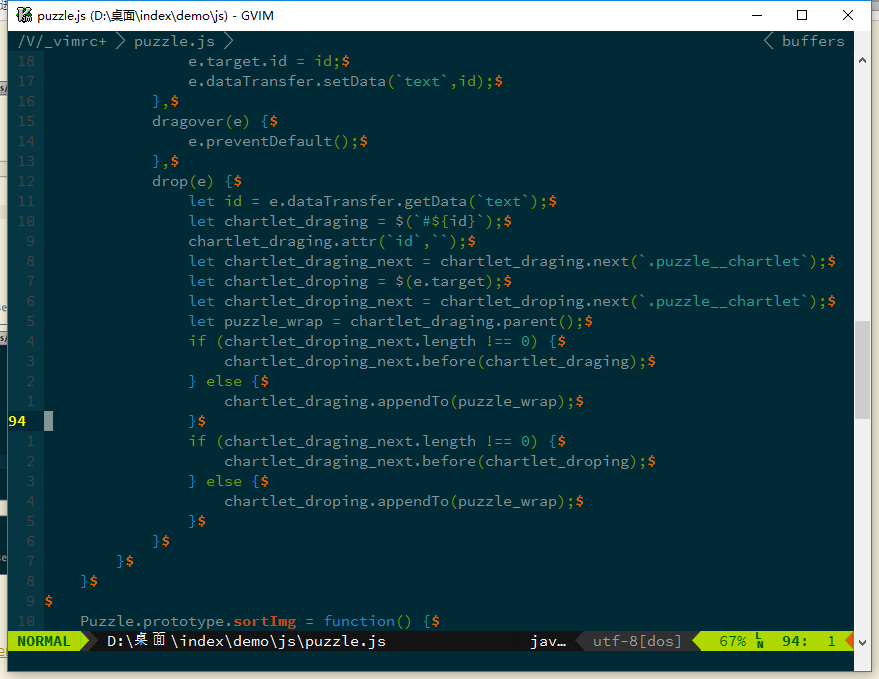 puzzle.js (D:\桌面\index\demo\js) - GVIM
/V/_vimrc+ puzzle.js buffers
18 e.target.id = id;$
17 e.dataTransfer.setData(`text`,id);$
16 },$
15 dragover(e) {$
14 e.preventDefault();$
13 },$
12 drop(e) {$
11 let id = e.dataTransfer.getData(`text`);$
10 let chartlet_draging = $(`#${id}`);$
9 chartlet_draging.attr(`id`,``);$
8 let chartlet_draging_next = chartlet_draging.next(`.puzzle__chartlet`);$
7 let chartlet_droping = $(e.target);$
6 let chartlet_droping_next = chartlet_droping.next(`.puzzle__chartlet`);$
5 let puzzle_wrap = chartlet_draging.parent();$
4 if (chartlet_droping_next.length !== 0) {$
3 chartlet_droping_next.before(chartlet_draging);$
2 } else {$
1 chartlet_draging.appendTo(puzzle_wrap);$
94 }$
1 if (chartlet_draging_next.length !== 0) {$
2 chartlet_draging_next.before(chartlet_droping);$
3 } else {$
4 chartlet_droping.appendTo(puzzle_wrap);$
5 }$
6 }$
7 }$
8 }$
9 $
10 Puzzle.prototype.sortImg = function() {$
NORMAL D:\桌面\index\demo\js\puzzle.js jav… utf-8[dos] 67% LN 94: 1